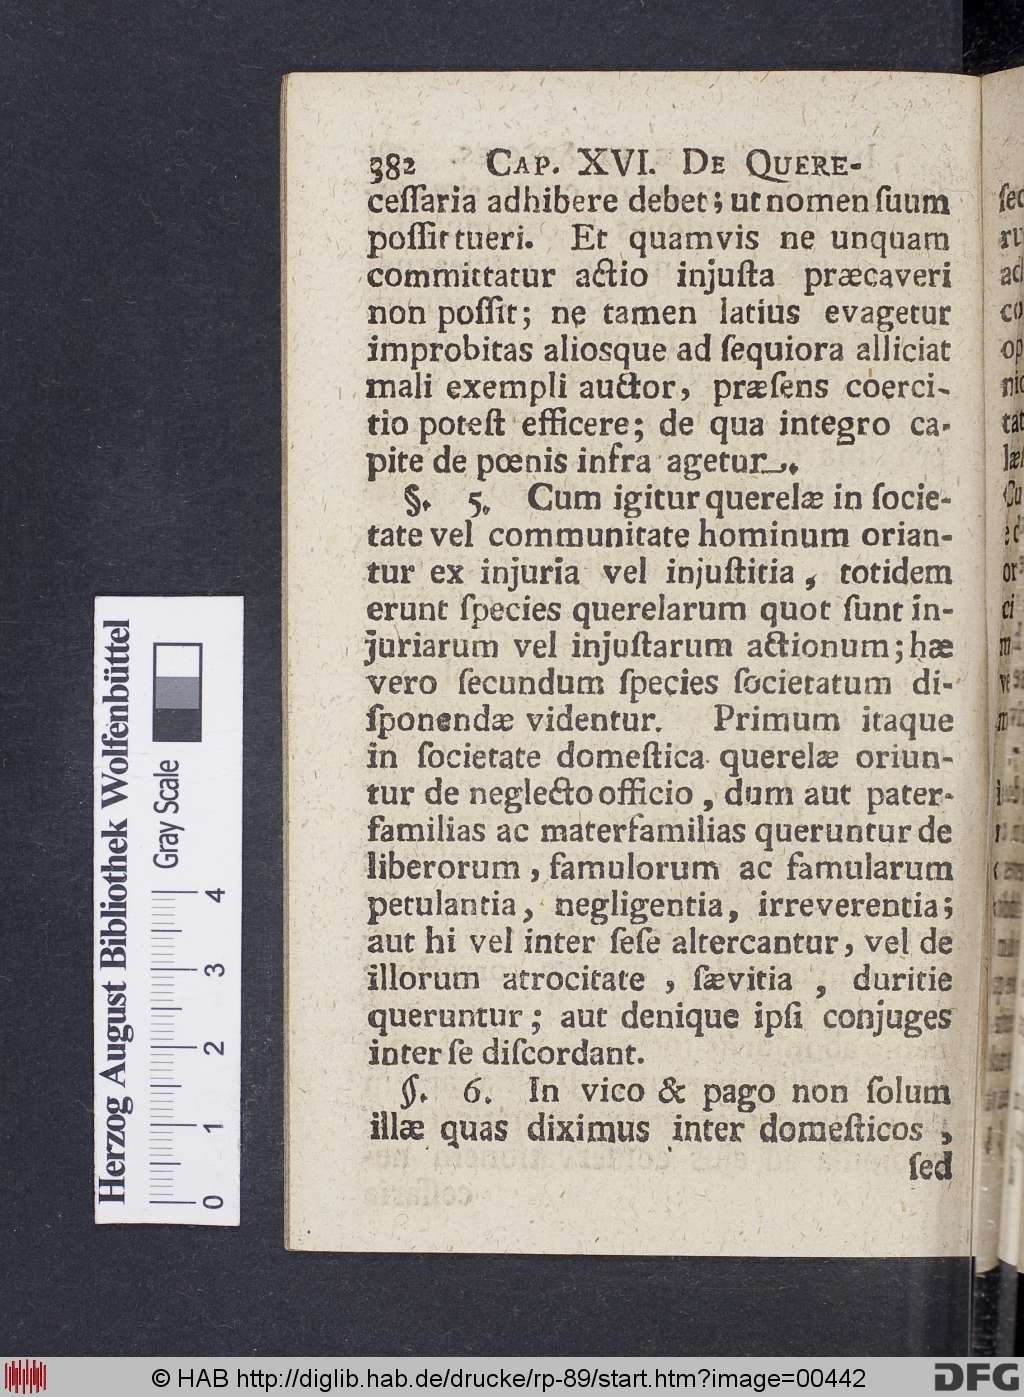 382 CAP. XVI. DE QUERE-
ceſſaria adhibere debet; ut nomen ſuum
poſſit tueri. Et quamvis ne unquam
committatur actio injuſta præcaveri
non poſſit; ne tamen latius evagetur
improbitas aliosque ad ſequiora alliciat
mali exempli auctor, præſens coerci-
tio poteſt efficere; de qua integro ca-
pite de pœnis infra agetur.
§. 5. Cum igitur querelæ in ſocie-
tate vel communitate hominum orian-
tur ex injuria vel injuſtitia, totidem
erunt ſpecies querelarum quot ſunt in-
juriarum vel injuſtarum actionum; hæ
vero ſecundum ſpecies ſocietatum di-
ſponendæ videntur. Primum itaque
in ſocietate domeſtica querelæ oriun-
tur de neglecto officio, dum aut pater-
familias ac materfamilias queruntur de
liberorum, famulorum ac famularum
petulantia, negligentia, irreverentia;
aut hi vel inter ſeſe altercantur, vel de
illorum atrocitate, ſævitia, duritie
queruntur; aut denique ipſi conjuges
inter ſe diſcordant.
§. 6. In vico & pago non ſolum
illæ quas diximus inter domeſticos,
ſed
Herzog August Bibliothek Wolfenbüttel
Gray Scale
0 1 2 3 4
© HAB http://diglib.hab.de/drucke/rp-89/start.htm?image=00442
DFG